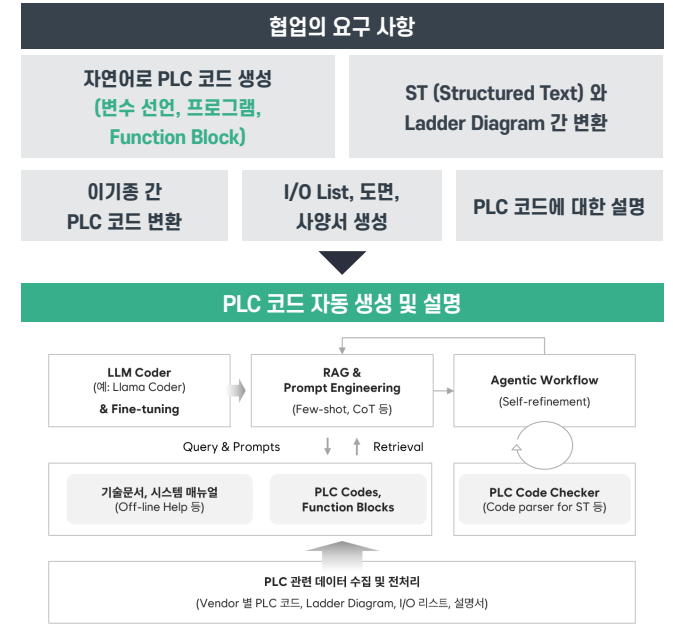 협업의 요구 사항
자연어로 PLC 코드 생성
(변수 선언, 프로그램,
Function Block)
ST (Structured Text) 와
Ladder Diagram 간 변환
이기종 간
PLC 코드 변환
I/O List, 도면,
사양서 생성
PLC 코드에 대한 설명
PLC 코드 자동 생성 및 설명
LLM Coder
(예: Llama Coder)
& Fine-tuning
RAG &
Prompt Engineering
(Few-shot, CoT 등)
Agentic Workflow
(Self-refinement)
Query & Prompts
Retrieval
기술문서, 시스템 매뉴얼
(Off-line Help 등)
PLC Codes,
Function Blocks
PLC Code Checker
(Code parser for ST 등)
PLC 관련 데이터 수집 및 전처리
(Vendor 별 PLC 코드, Ladder Diagram, I/O 리스트, 설명서)